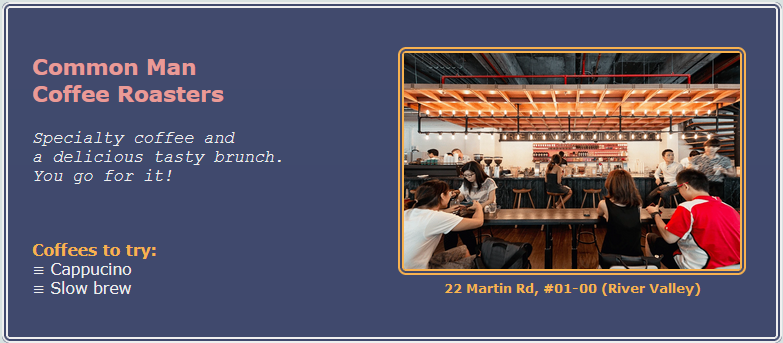 Common Man
Coffee Roasters
Specialty coffee and
a delicious tasty brunch.
You go for it!
Coffees to try:
≡ Cappucino
≡ Slow brew
22 Martin Rd, #01-00 (River Valley)